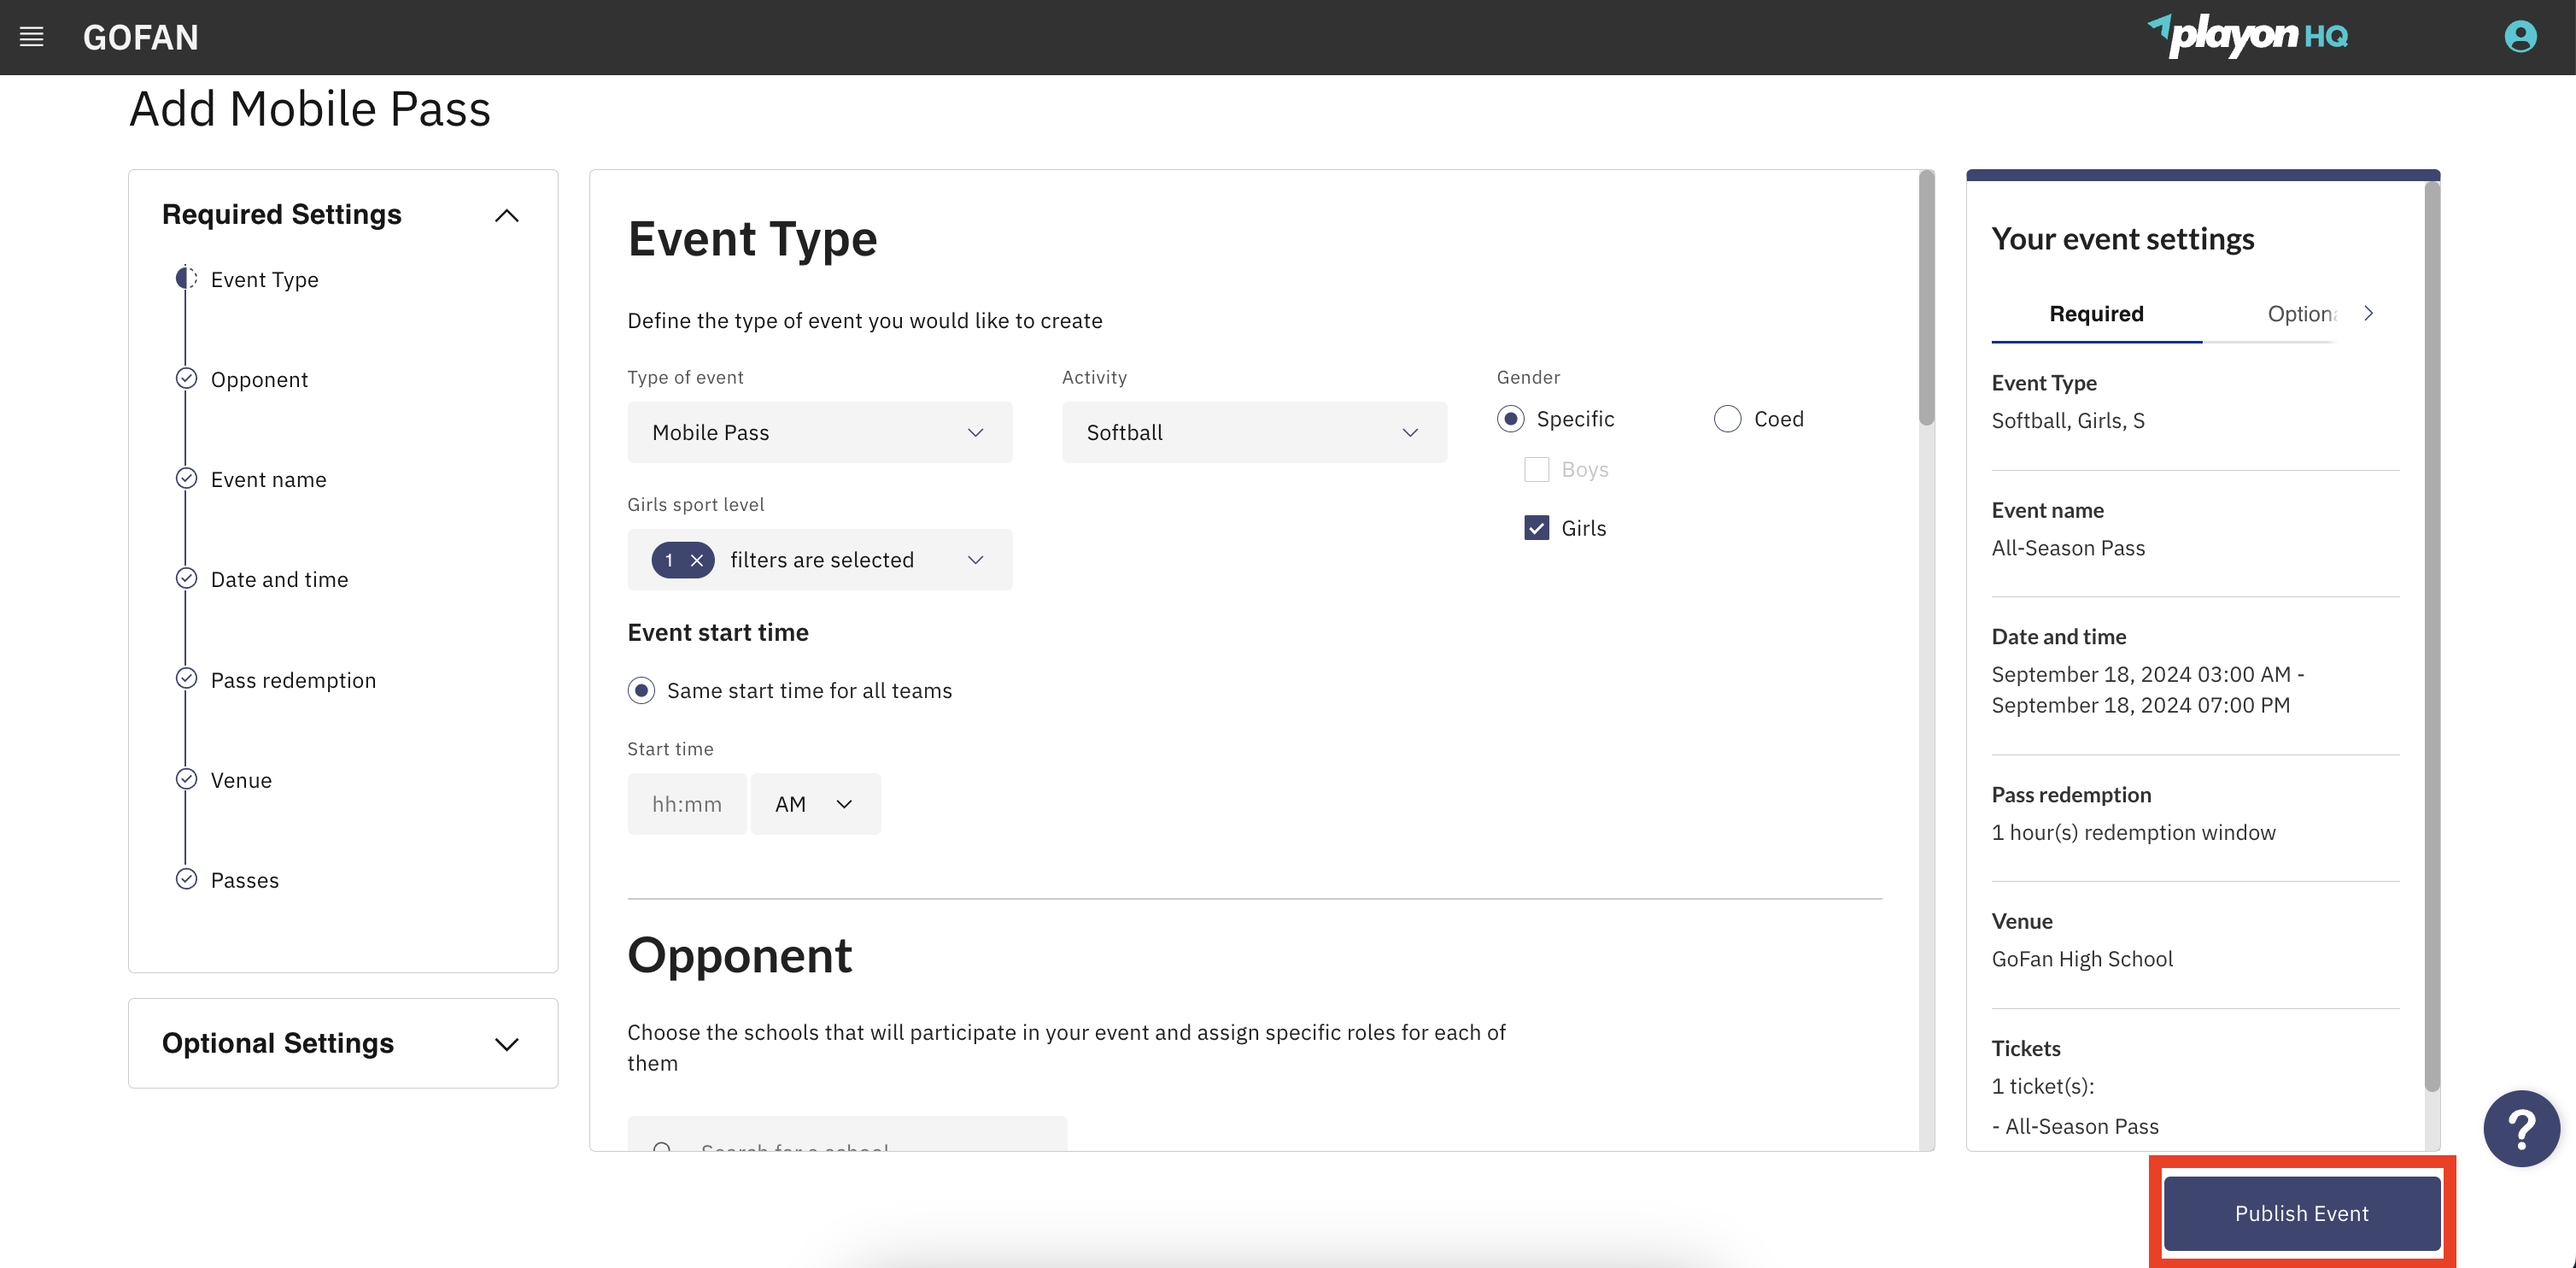 GOFAN
playon HQ
Add Mobile Pass
Required Settings
Event Type
Opponent
Event name
Date and time
Pass redemption
Venue
Passes
Optional Settings
Event Type
Define the type of event you would like to create
Type of event
Activity
Gender
Mobile Pass
Softball
Specific
Coed
Boys
Girls
Girls sport level
1 filters are selected
Event start time
Same start time for all teams
Start time
hh:mm
AM
Opponent
Choose the schools that will participate in your event and assign specific roles for each of
them
Search for a school
Your event settings
Required
Optiona
Event Type
Softball, Girls, S
Event name
All-Season Pass
Date and time
September 18, 2024 03:00 AM -
September 18, 2024 07:00 PM
Pass redemption
1 hour(s) redemption window
Venue
GoFan High School
Tickets
1 ticket(s):
- All-Season Pass
?
Publish Event